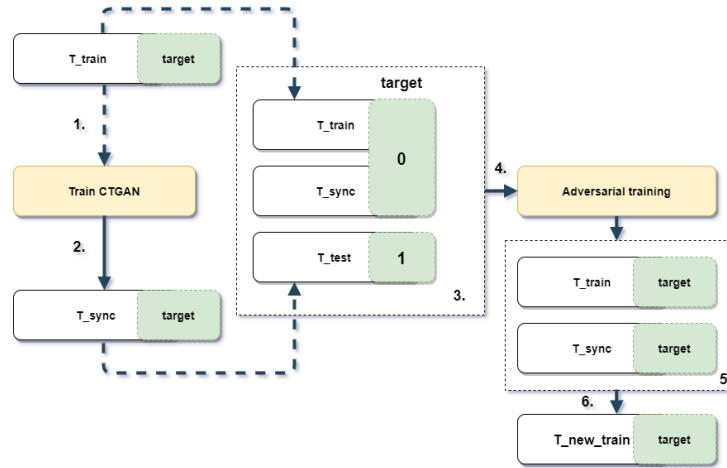 T_train target
1.
Train CTGAN
2.
T_sync target
target
T_train
0
T_sync
T_test 1
3.
4.
Adversarial training
T_train target
T_sync target
5
6.
T_new_train target